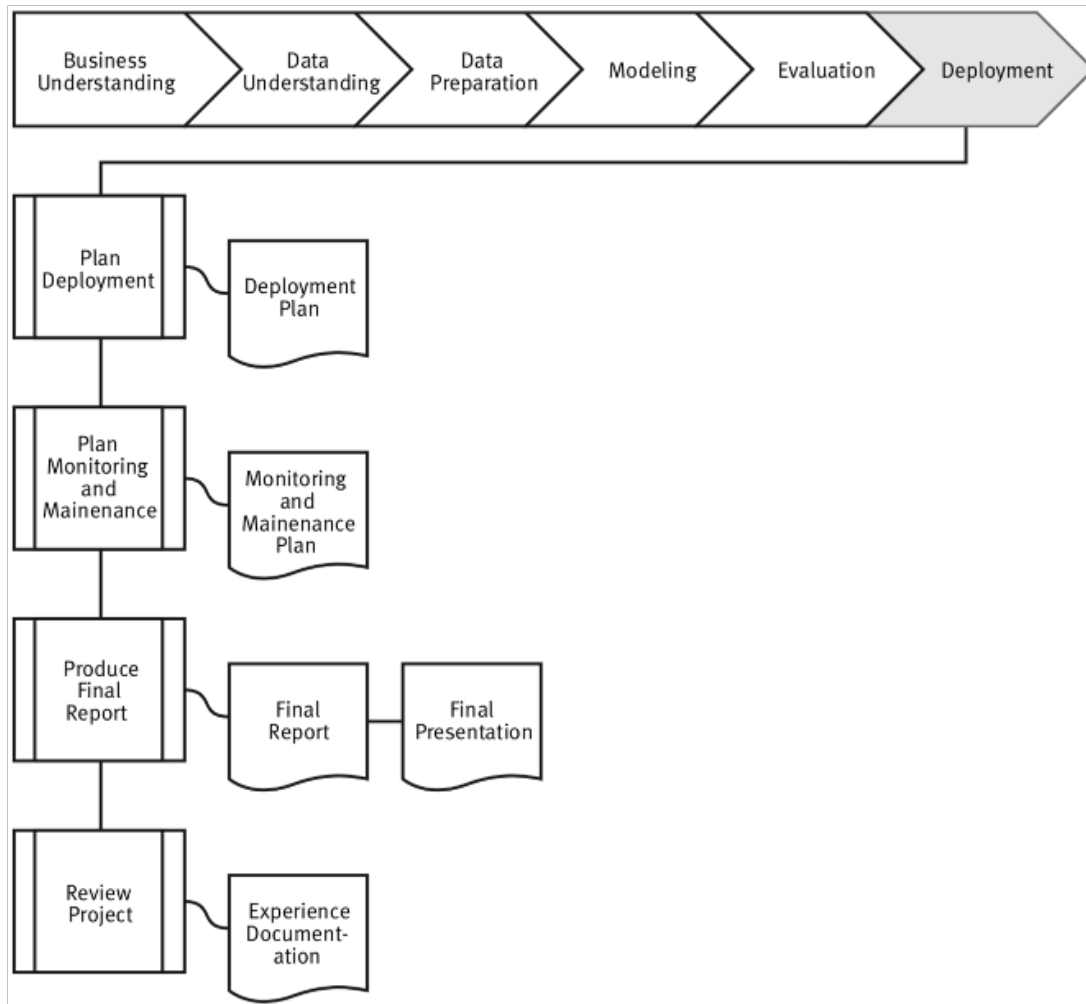 Business
Understanding
Data
Understanding
Data
Preparation
Modeling
Evaluation
Deployment
Plan
Deployment
Deployment
Plan
Plan
Monitoring
and
Mainenance
Monitoring
and
Mainenance
Plan
Produce
Final
Report
Final
Report
Final
Presentation
Review
Project
Experience
Document-
ation